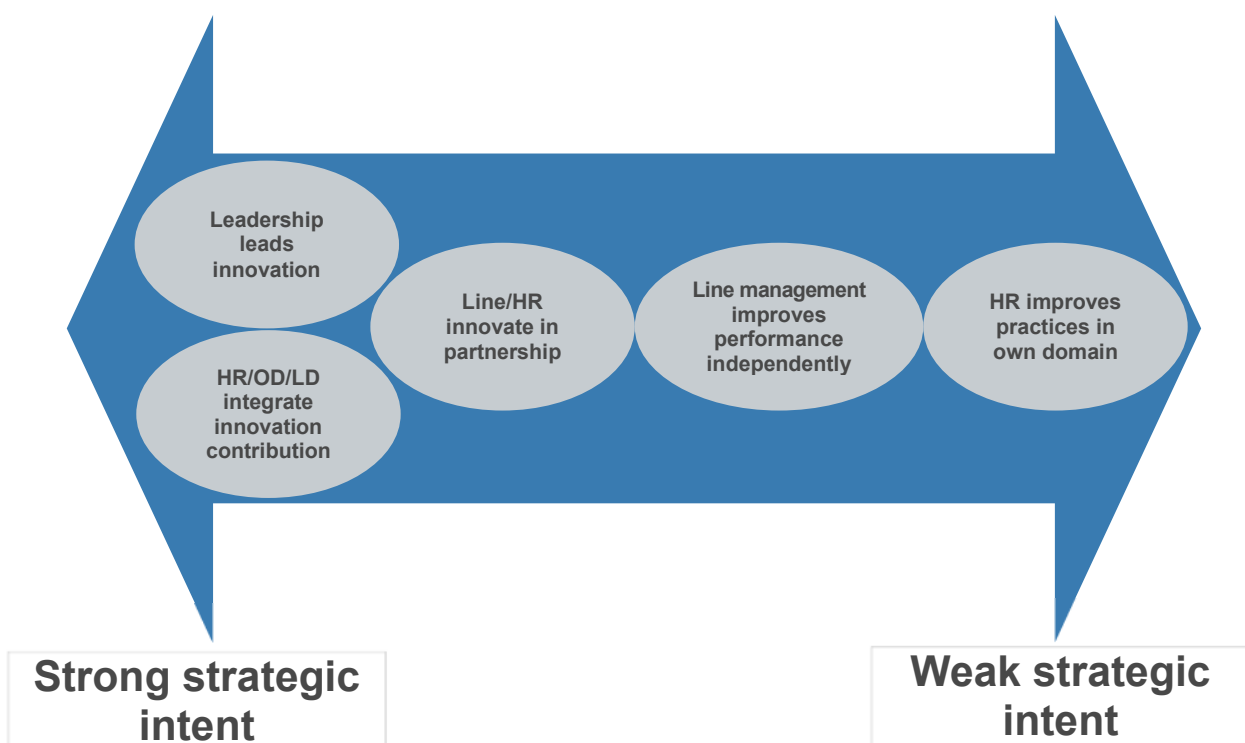 Leadership
leads
innovation
HR/OD/LD
integrate
innovation
contribution
Line/HR
innovate in
partnership
Line management
improves
performance
independently
HR improves
practices in
own domain
Strong strategic
intent
Weak strategic
intent